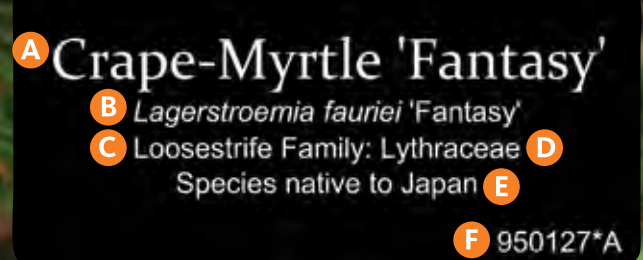 A Crape-Myrtle 'Fantasy'
B Lagerstroemia fauriei 'Fantasy'
C Loosestrife Family: Lythraceae D
Species native to Japan E
F 950127*A